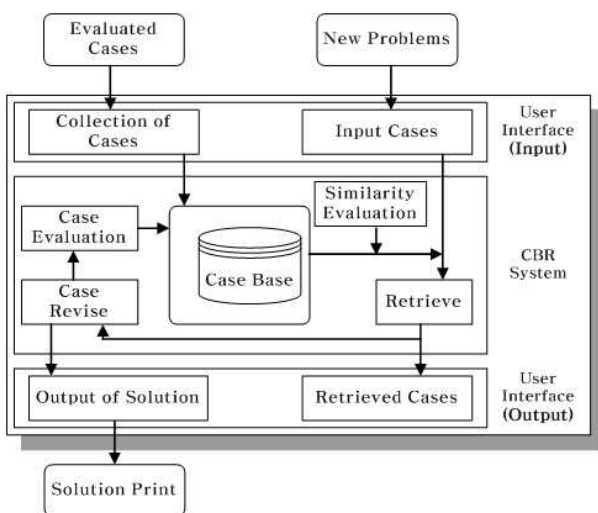 Evaluated
Cases
New Problems
Collection of
Cases
Input Cases
User
Interface
(Input)
Case
Evaluation
Similarity
Evaluation
Case Base
CBR
System
Case
Revise
Retrieve
Output of Solution
Retrieved Cases
User
Interface
(Output)
Solution Print